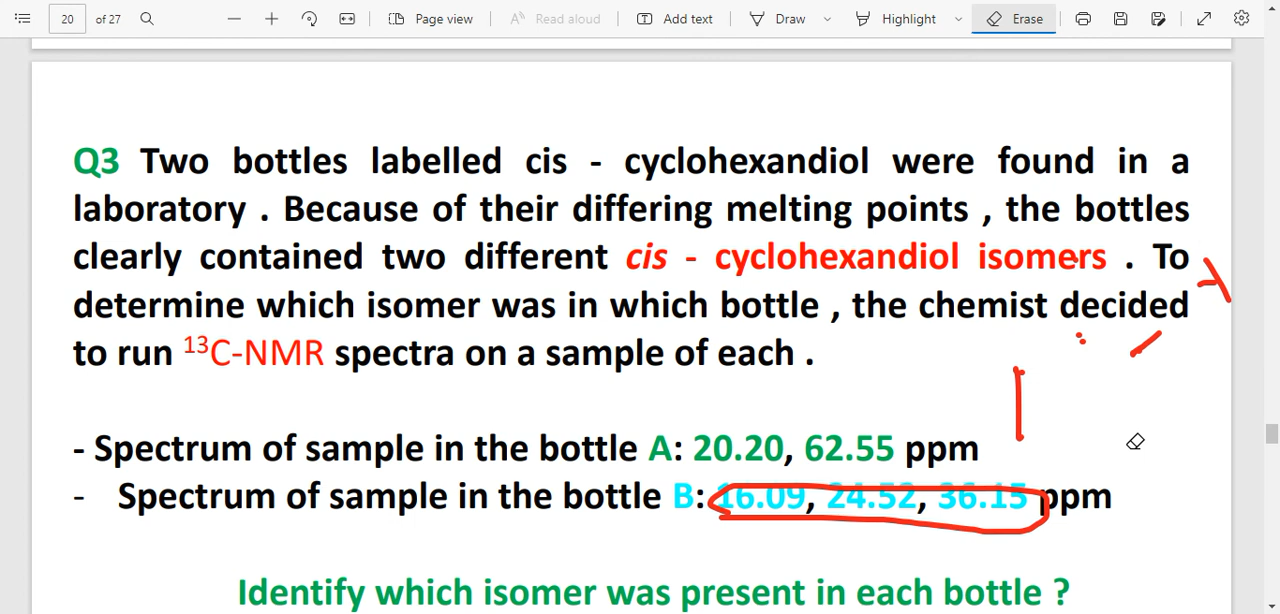 20 of 27 Page view Read aloud Add text Draw Highlight Erase
Q3 Two bottles labelled cis - cyclohexandiol were found in a
laboratory . Because of their differing melting points , the bottles
clearly contained two different cis - cyclohexandiol isomers . To
determine which isomer was in which bottle , the chemist decided
to run ¹³C-NMR spectra on a sample of each .
- Spectrum of sample in the bottle A: 20.20, 62.55 ppm
- Spectrum of sample in the bottle B: 16.09, 24.52, 36.15 ppm
Identify which isomer was present in each bottle ?